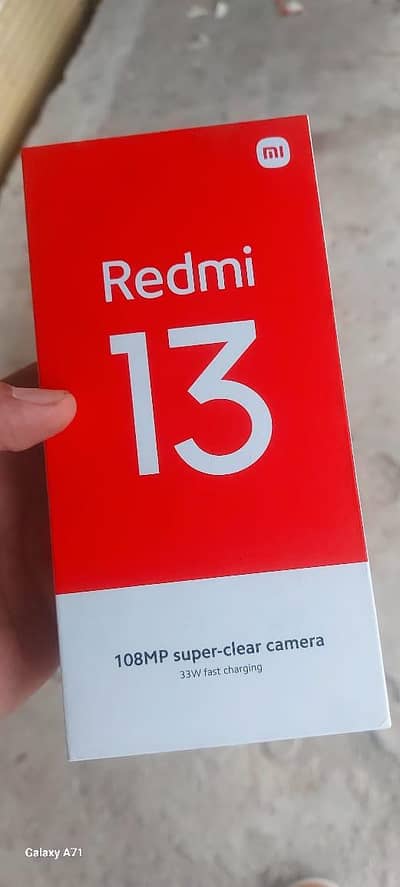 mi
Redmi
13
108MP super-clear camera
33W fast charging
Galaxy A71